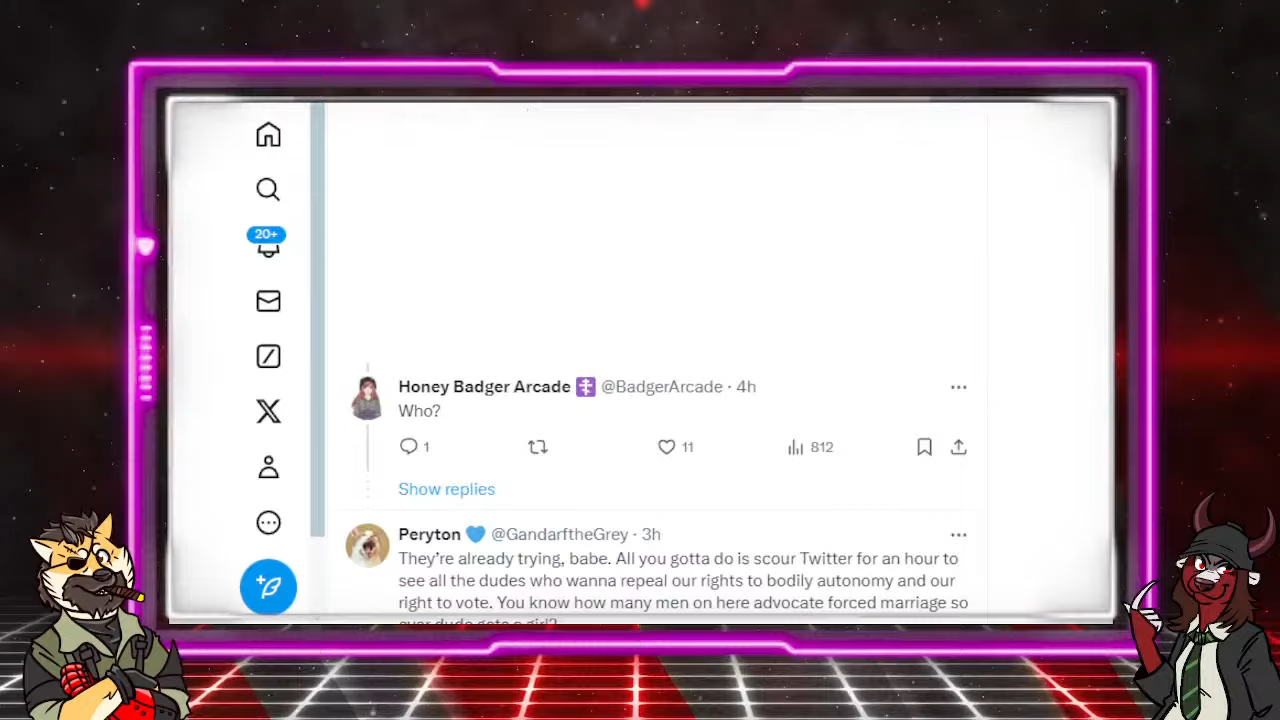 20+
Honey Badger Arcade @BadgerArcade · 4h
Who?
1 11 812
Show replies
Peryton 💙 @GandarftheGrey · 3h
They're already trying, babe. All you gotta do is scour Twitter for an hour to
see all the dudes who wanna repeal our rights to bodily autonomy and our
right to vote. You know how many men on here advocate forced marriage so